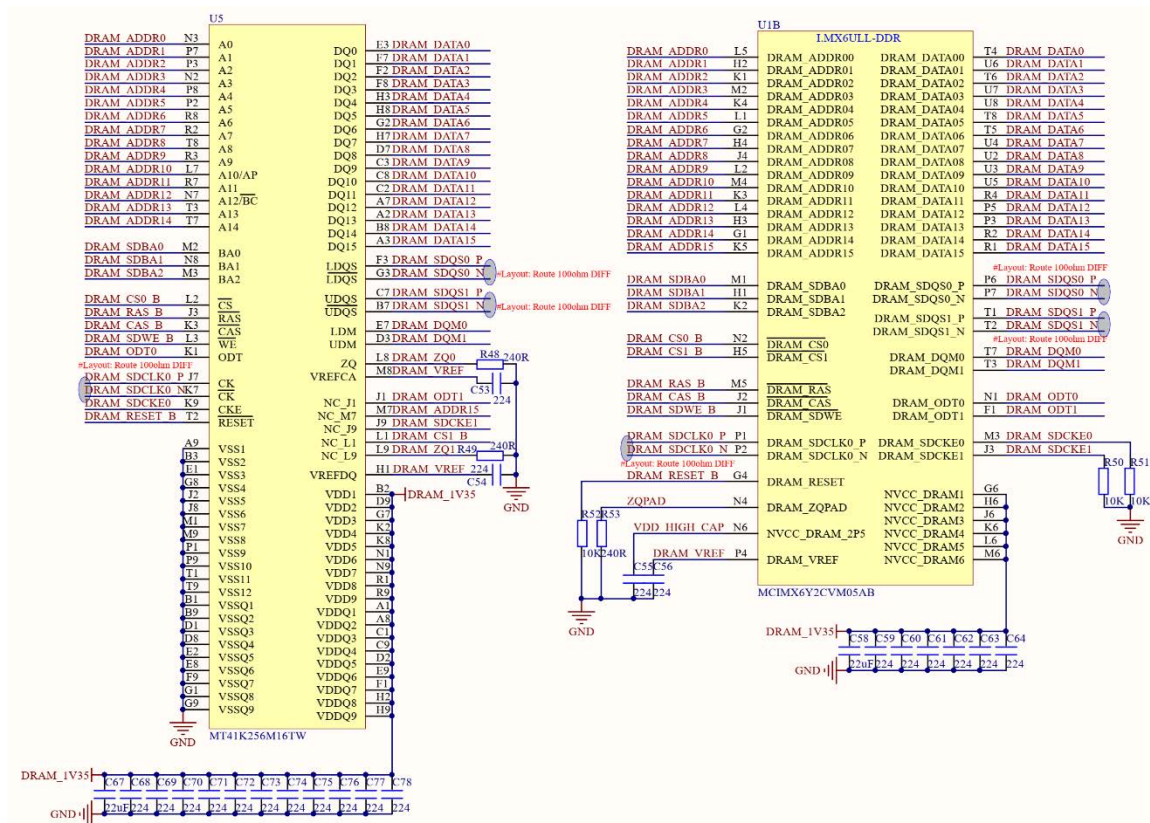 U5
DRAM_ADDR0 N3 A0 DQ0 E3 DRAM_DATA0
DRAM_ADDR1 P7 A1 DQ1 F7 DRAM_DATA1
DRAM_ADDR2 P3 A2 DQ2 F2 DRAM_DATA2
DRAM_ADDR3 N2 A3 DQ3 F8 DRAM_DATA3
DRAM_ADDR4 P8 A4 DQ4 H3 DRAM_DATA4
DRAM_ADDR5 P2 A5 DQ5 H8 DRAM_DATA5
DRAM_ADDR6 R8 A6 DQ6 G2 DRAM_DATA6
DRAM_ADDR7 R2 A7 DQ7 H7 DRAM_DATA7
DRAM_ADDR8 T8 A8 DQ8 D7 DRAM_DATA8
DRAM_ADDR9 R3 A9 DQ9 C3 DRAM_DATA9
DRAM_ADDR10 L7 A10/AP DQ10 C8 DRAM_DATA10
DRAM_ADDR11 R7 A11 DQ11 C2 DRAM_DATA11
DRAM_ADDR12 N7 A12/BC DQ12 A7 DRAM_DATA12
DRAM_ADDR13 T3 A13 DQ13 A2 DRAM_DATA13
DRAM_ADDR14 T7 A14 DQ14 B8 DRAM_DATA14
DQ15 A3 DRAM_DATA15
DRAM_SDBA0 M2 BA0
DRAM_SDBA1 N8 BA1 LDQS F3 DRAM_SDQS0_P
DRAM_SDBA2 M3 BA2 LDQS G3 DRAM_SDQS0_N
#Layout: Route 100ohm DIFF
UDQS C7 DRAM_SDQS1_P
DRAM_CS0_B L2 CS UDQS B7 DRAM_SDQS1_N
#Layout: Route 100ohm DIFF
DRAM_RAS_B J3 RAS
DRAM_CAS_B K3 CAS LDM E7 DRAM_DQM0
DRAM_SDWE_B L3 WE UDM D3 DRAM_DQM1
DRAM_ODT0 K1 ODT
#Layout: Route 100ohm DIFF
ZQ L8 DRAM_ZQ0 R48 240R
DRAM_SDCLK0_P J7 CK VREFCA M8 DRAM_VREF C53 224
DRAM_SDCLK0_N K7 CK
DRAM_SDCKE0 K9 CKE NC_J1 J1 DRAM_ODT1
DRAM_RESET_B T2 RESET NC_M7 M7 DRAM_ADDR15
NC_J9 J9 DRAM_SDCKE1
NC_L1 L1 DRAM_CS1_B
NC_L9 L9 DRAM_ZQ1 R49 240R
VREFDQ H1 DRAM_VREF 224 C54
GND
A9 VSS1
B3 VSS2
E1 VSS3
G8 VSS4
J2 VSS5
J8 VSS6
M1 VSS7
M9 VSS8
P1 VSS9
P9 VSS10
T1 VSS11
T9 VSS12
B1 VSSQ1
B9 VSSQ2
D1 VSSQ3
D8 VSSQ4
E2 VSSQ5
E8 VSSQ6
F9 VSSQ7
G1 VSSQ8
G9 VSSQ9
GND
VDD1 B2 DRAM_1V35
VDD2 D9
VDD3 G7
VDD4 K2
VDD5 K8
VDD6 N1
VDD7 N9
VDD8 R1
VDD9 R9
VDDQ1 A1
VDDQ2 A8
VDDQ3 C1
VDDQ4 C9
VDDQ5 D2
VDDQ6 E9
VDDQ7 F1
VDDQ8 H2
VDDQ9 H9
MT41K256M16TW
DRAM_1V35 C67 C68 C69 C70 C71 C72 C73 C74 C75 C76 C77 C78
GND 22uF 224 224 224 224 224 224 224 224 224 224 224
U1B
I.MX6ULL-DDR
DRAM_ADDR0 L5 DRAM_ADDR00 DRAM_DATA00 T4 DRAM_DATA0
DRAM_ADDR1 H2 DRAM_ADDR01 DRAM_DATA01 U6 DRAM_DATA1
DRAM_ADDR2 K1 DRAM_ADDR02 DRAM_DATA02 T6 DRAM_DATA2
DRAM_ADDR3 M2 DRAM_ADDR03 DRAM_DATA03 U7 DRAM_DATA3
DRAM_ADDR4 K4 DRAM_ADDR04 DRAM_DATA04 U8 DRAM_DATA4
DRAM_ADDR5 L1 DRAM_ADDR05 DRAM_DATA05 T8 DRAM_DATA5
DRAM_ADDR6 G2 DRAM_ADDR06 DRAM_DATA06 T5 DRAM_DATA6
DRAM_ADDR7 H4 DRAM_ADDR07 DRAM_DATA07 U4 DRAM_DATA7
DRAM_ADDR8 J4 DRAM_ADDR08 DRAM_DATA08 U2 DRAM_DATA8
DRAM_ADDR9 L2 DRAM_ADDR09 DRAM_DATA09 U3 DRAM_DATA9
DRAM_ADDR10 M4 DRAM_ADDR10 DRAM_DATA10 U5 DRAM_DATA10
DRAM_ADDR11 K3 DRAM_ADDR11 DRAM_DATA11 R4 DRAM_DATA11
DRAM_ADDR12 L4 DRAM_ADDR12 DRAM_DATA12 P5 DRAM_DATA12
DRAM_ADDR13 H3 DRAM_ADDR13 DRAM_DATA13 P3 DRAM_DATA13
DRAM_ADDR14 G1 DRAM_ADDR14 DRAM_DATA14 R2 DRAM_DATA14
DRAM_ADDR15 K5 DRAM_ADDR15 DRAM_DATA15 R1 DRAM_DATA15
#Layout: Route 100ohm DIFF
DRAM_SDBA0 M1 DRAM_SDBA0 DRAM_SDQS0_P P6 DRAM_SDQS0_P
DRAM_SDBA1 H1 DRAM_SDBA1 DRAM_SDQS0_N P7 DRAM_SDQS0_N
DRAM_SDBA2 K2 DRAM_SDBA2
DRAM_SDQS1_P T1 DRAM_SDQS1_P
DRAM_SDQS1_N T2 DRAM_SDQS1_N
#Layout: Route 100ohm DIFF
DRAM_CS0_B N2 DRAM_CS0
DRAM_CS1_B H5 DRAM_CS1 DRAM_DQM0 T7 DRAM_DQM0
DRAM_DQM1 T3 DRAM_DQM1
DRAM_RAS_B M5 DRAM_RAS
DRAM_CAS_B J2 DRAM_CAS DRAM_ODT0 N1 DRAM_ODT0
DRAM_SDWE_B J1 DRAM_SDWE DRAM_ODT1 F1 DRAM_ODT1
DRAM_SDCLK0_P P1 DRAM_SDCLK0_P DRAM_SDCKE0 M3 DRAM_SDCKE0
DRAM_SDCLK0_N P2 DRAM_SDCLK0_N DRAM_SDCKE1 J3 DRAM_SDCKE1
#Layout: Route 100ohm DIFF
R50 R51
10K 10K
GND
DRAM_RESET_B G4 DRAM_RESET NVCC_DRAM1 G6
NVCC_DRAM2 H6
ZQPAD N4 DRAM_ZQPAD NVCC_DRAM3 J6
R52 R53
NVCC_DRAM4 K6
VDD_HIGH_CAP N6 NVCC_DRAM_2P5 NVCC_DRAM5 L6
10K 240R
DRAM_VREF P4 DRAM_VREF NVCC_DRAM6 M6
C55 C56
224 224
GND
MCIMX6Y2CVM05AB
DRAM_1V35 C58 C59 C60 C61 C62 C63 C64
GND 22uF 224 224 224 224 224 224